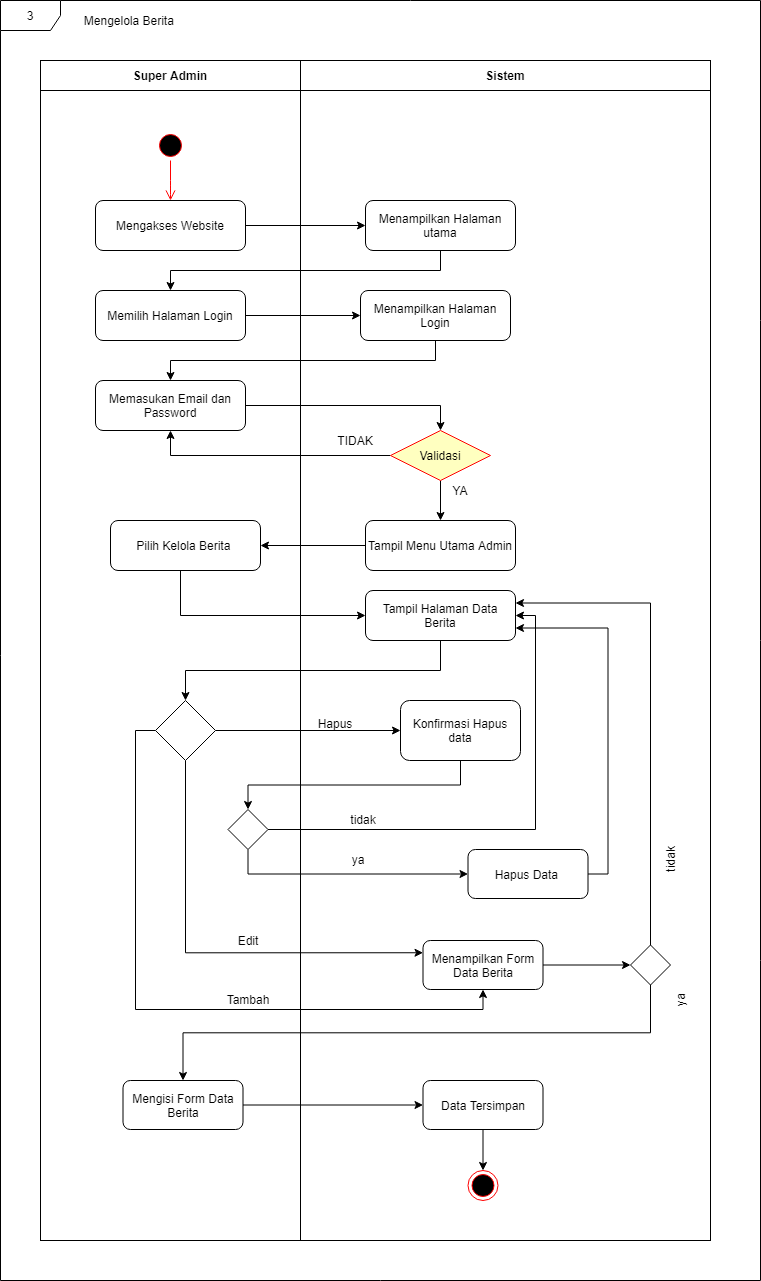 3
Mengelola Berita
Super Admin
Sistem
Mengakses Website
Menampilkan Halaman
utama
Memilih Halaman Login
Menampilkan Halaman
Login
Memasukan Email dan
Password
TIDAK
Validasi
YA
Pilih Kelola Berita
Tampil Menu Utama Admin
Tampil Halaman Data
Berita
Hapus
Konfirmasi Hapus
data
tidak
ya
Hapus Data
tidak
Edit
Menampilkan Form
Data Berita
Tambah
ya
Mengisi Form Data
Berita
Data Tersimpan